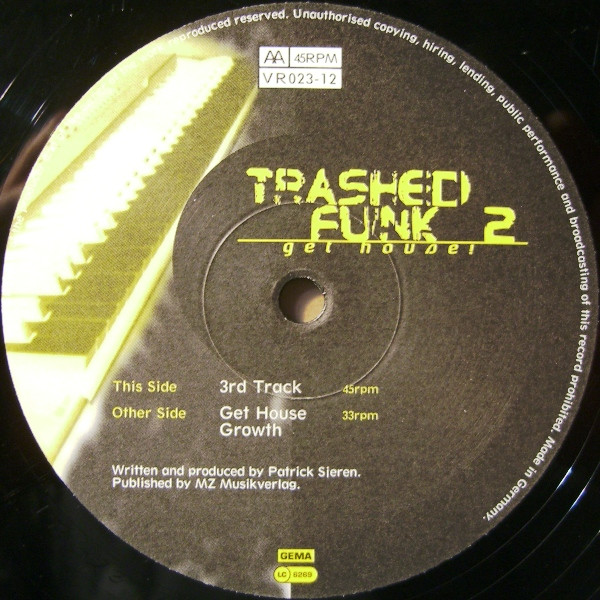 reproduced reserved. Unauthorised copying, hiring, lending, public performance and broadcasting of this record prohibited. Made in Germany.
AA 45RPM
VR023-12
TRASHED
FUNK 2
get house!
This Side 3rd Track 45rpm
Other Side Get House 33rpm
Growth
Written and produced by Patrick Sjeren.
Published by MZ Musikverlag.
GEMA
LC 6269